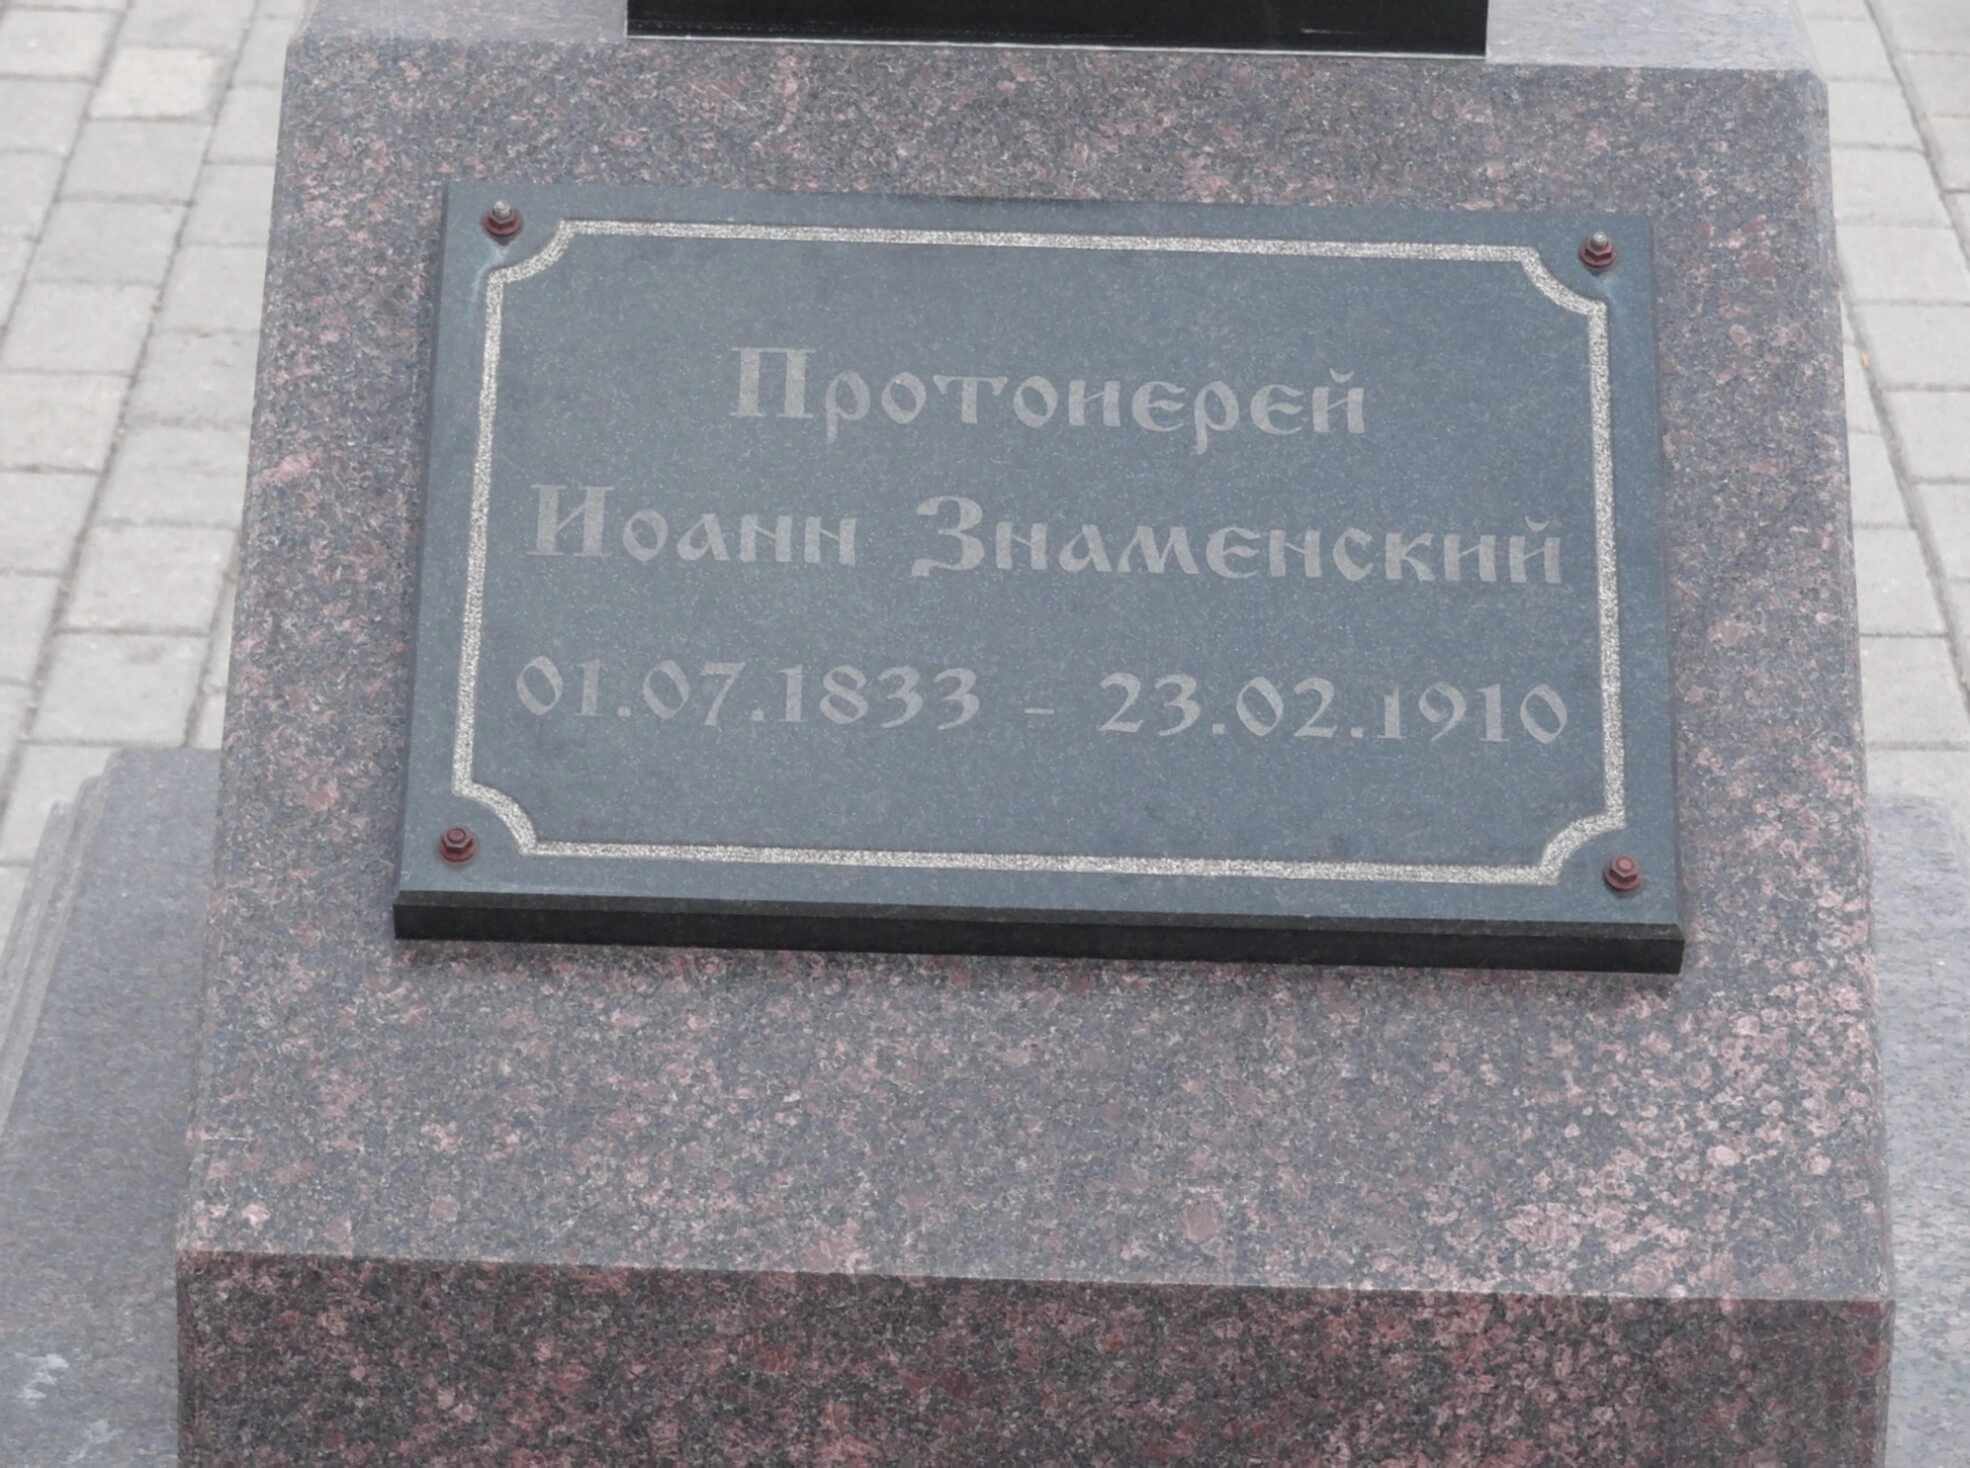 Протоиерей
Иоанн Знаменский
01.07.1833 - 23.02.1910